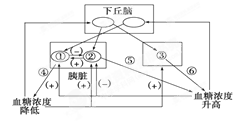 下丘脑
① (−) ②
(+)
③
④
胰脏
⑤
⑥
(+) (+) (−) (+)
血糖浓度
降低
血糖浓度
升高